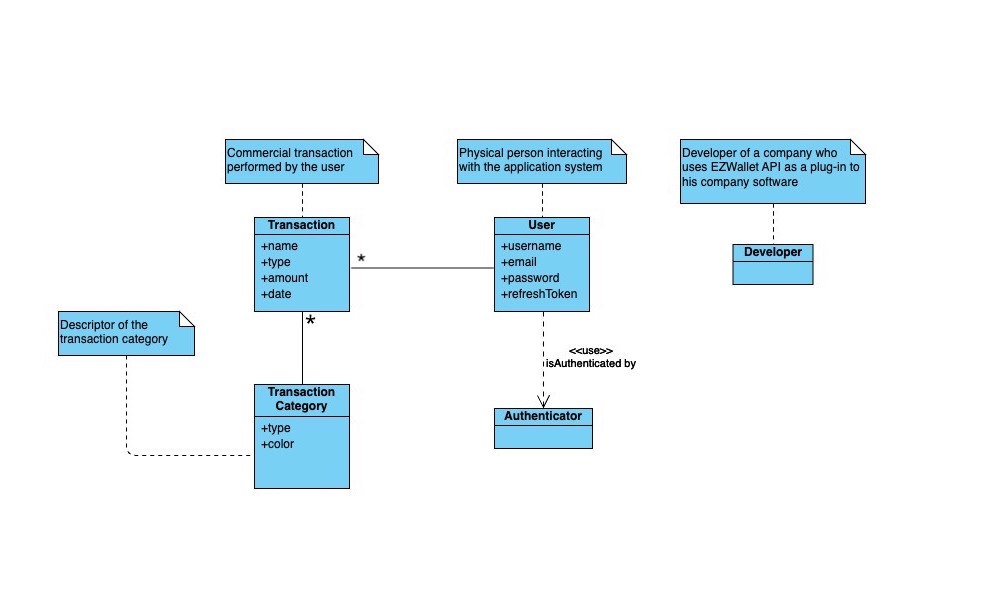 Commercial transaction
performed by the user
Physical person interacting
with the application system
Developer of a company who
uses EZWallet API as a plug-in to
his company software
Transaction
+name
+type
+amount
+date
*
User
+username
+email
+password
+refreshToken
Developer
*
Descriptor of the
transaction category
<<use>>
isAuthenticated by
Transaction
Category
+type
+color
Authenticator